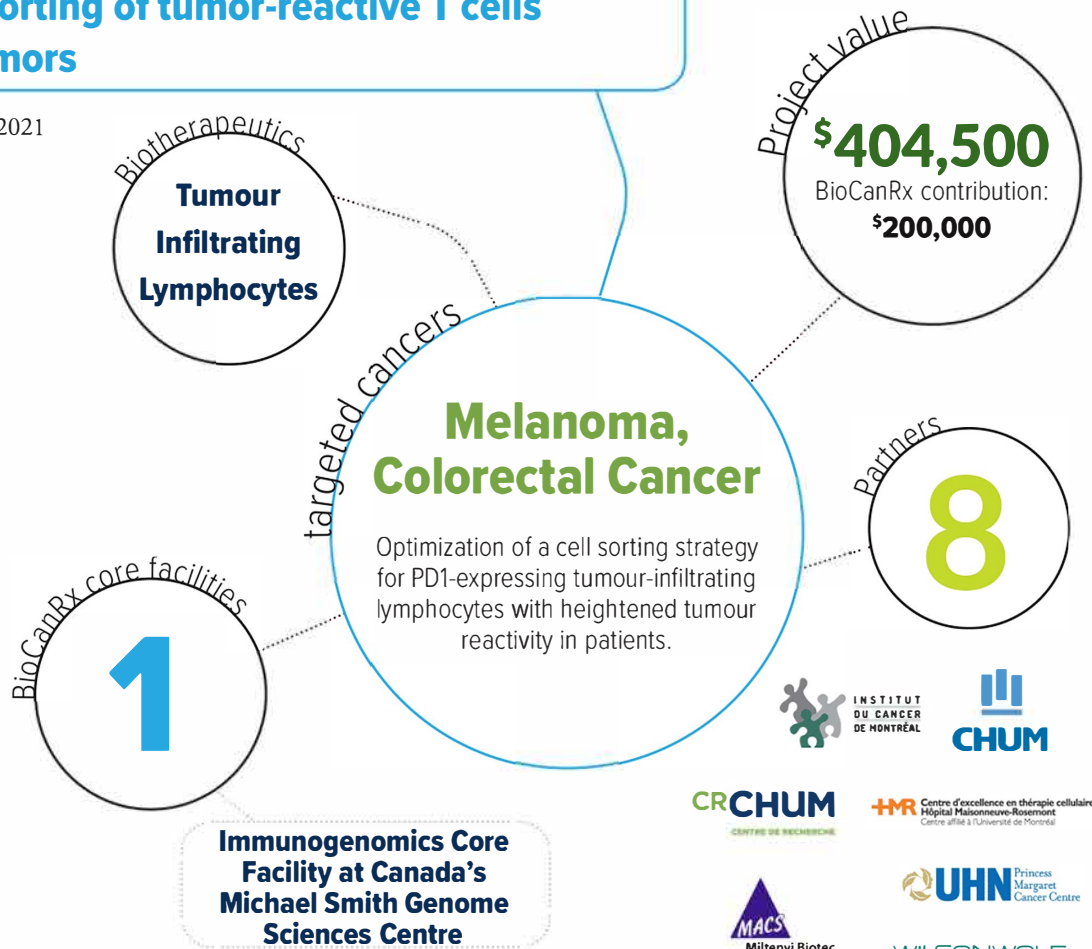 orting of tumor-reactive T cells
mors
2021
Biotherapeutics
Tumour
Infiltrating
Lymphocytes
Project value
$404,500
BioCanRx contribution:
$200,000
targeted cancers
Melanoma,
Colorectal Cancer
Optimization of a cell sorting strategy
for PD1-expressing tumour-infiltrating
lymphocytes with heightened tumour
reactivity in patients.
Partners
8
BioCanRx core facilities
1
Immunogenomics Core
Facility at Canada's
Michael Smith Genome
Sciences Centre
INSTITUT
DU CANCER
DE MONTRÉAL
CHUM
CRCHUM
CENTRE DE RECHERCHE
HMR Centre d'excellence en thérapie cellulaire
Hôpital Maisonneuve-Rosemont
Centre affilié à l'Université de Montréal
UHN Princess
Margaret
Cancer Centre
MACS
Miltenyi Biotec
WILSONWOLF